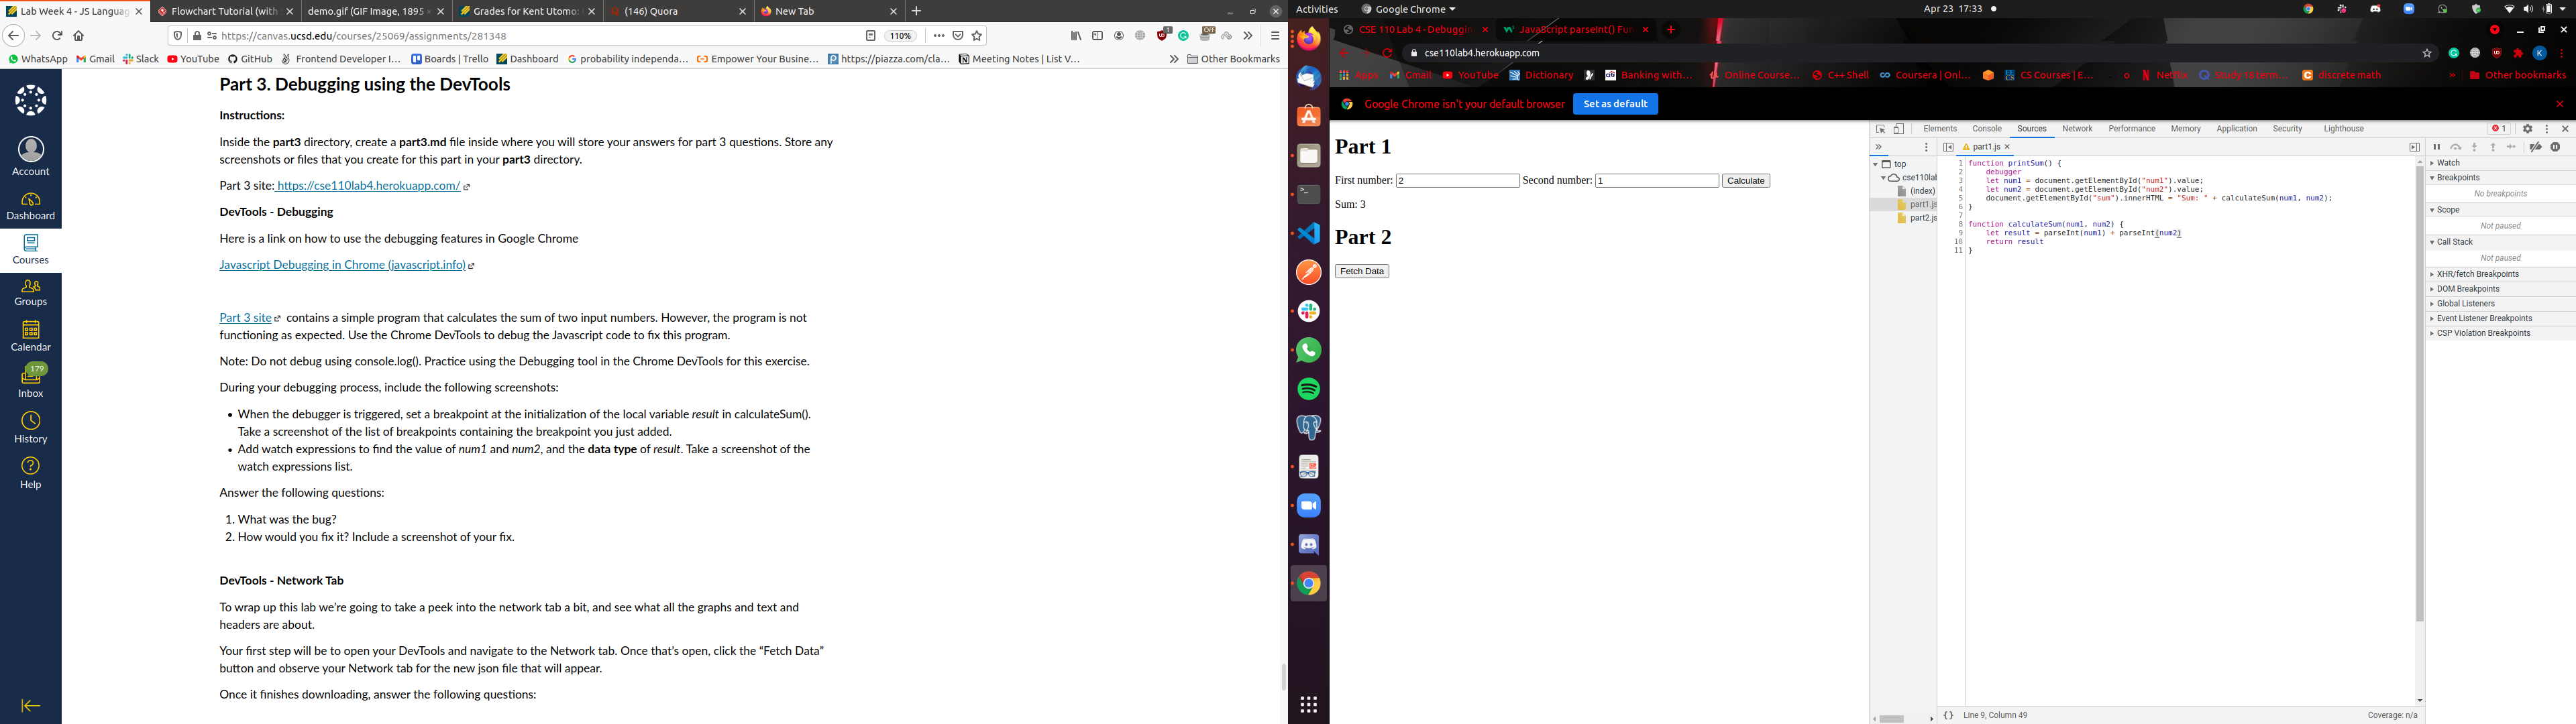 Lab Week 4 - JS Languag
Flowchart Tutorial (with
demo.gif (GIF Image, 1895 ×
Grades for Kent Utomo:
(146) Quora
New Tab
https://canvas.ucsd.edu/courses/25069/assignments/281348
110%
WhatsApp
Gmail
Slack
YouTube
GitHub
Frontend Developer I…
Boards | Trello
Dashboard
probability independa…
Empower Your Busine…
https://piazza.com/cla…
Meeting Notes | List V…
Other Bookmarks
Account
Dashboard
Courses
Groups
Calendar
179
Inbox
History
Help
Part 3. Debugging using the DevTools
Instructions:
Inside the part3 directory, create a part3.md file inside where you will store your answers for part 3 questions. Store any
screenshots or files that you create for this part in your part3 directory.
Part 3 site: https://cse110lab4.herokuapp.com/
DevTools - Debugging
Here is a link on how to use the debugging features in Google Chrome
Javascript Debugging in Chrome (javascript.info)
Part 3 site contains a simple program that calculates the sum of two input numbers. However, the program is not
functioning as expected. Use the Chrome DevTools to debug the Javascript code to fix this program.
Note: Do not debug using console.log(). Practice using the Debugging tool in the Chrome DevTools for this exercise.
During your debugging process, include the following screenshots:
• When the debugger is triggered, set a breakpoint at the initialization of the local variable result in calculateSum().
Take a screenshot of the list of breakpoints containing the breakpoint you just added.
• Add watch expressions to find the value of num1 and num2, and the data type of result. Take a screenshot of the
watch expressions list.
Answer the following questions:
1. What was the bug?
2. How would you fix it? Include a screenshot of your fix.
DevTools - Network Tab
To wrap up this lab we're going to take a peek into the network tab a bit, and see what all the graphs and text and
headers are about.
Your first step will be to open your DevTools and navigate to the Network tab. Once that's open, click the “Fetch Data”
button and observe your Network tab for the new json file that will appear.
Once it finishes downloading, answer the following questions:
Activities
Google Chrome
Apr 23 17:33
CSE 110 Lab 4 - Debuggin
JavaScript parseInt() Fun
cse110lab4.herokuapp.com
K
Apps
Gmail
YouTube
Dictionary
Banking with…
Online Course…
C++ Shell
Coursera | Onl…
CS Courses | E…
Netflix
Study 18 term…
discrete math
Other bookmarks
Google Chrome isn't your default browser
Set as default
Part 1
First number: 2 Second number: 1 Calculate
Sum: 3
Part 2
Fetch Data
Elements
Console
Sources
Network
Performance
Memory
Application
Security
Lighthouse
1
top
cse110lab
(index)
part1.js
part2.js
part1.js
1 function printSum() {
2 debugger
3 let num1 = document.getElementById("num1").value;
4 let num2 = document.getElementById("num2").value;
5 document.getElementById("sum").innerHTML = "Sum: " + calculateSum(num1, num2);
6 }
7
8 function calculateSum(num1, num2) {
9 let result = parseInt(num1) + parseInt(num2)
10 return result
11 }
{} Line 9, Column 49
Coverage: n/a
Watch
Breakpoints
No breakpoints
Scope
Not paused
Call Stack
Not paused
XHR/fetch Breakpoints
DOM Breakpoints
Global Listeners
Event Listener Breakpoints
CSP Violation Breakpoints